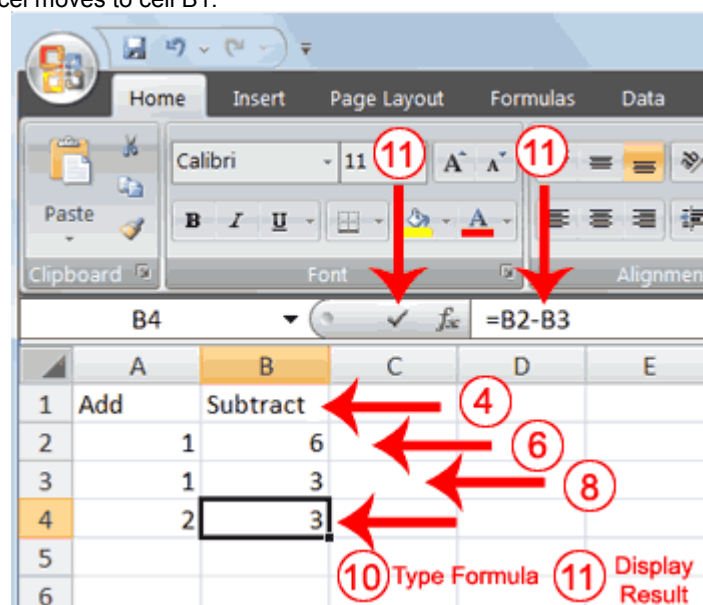 cel moves to cell B1.
Home Insert Page Layout Formulas Data
Calibri 11 11 A A 11
Paste B I U A
Clipboard Font Alignmen
B4 fx =B2-B3
A B C D E
1 Add Subtract 4
2 1 6 6
3 1 3 8
4 2 3
5 10 Type Formula 11 Display
6 Result